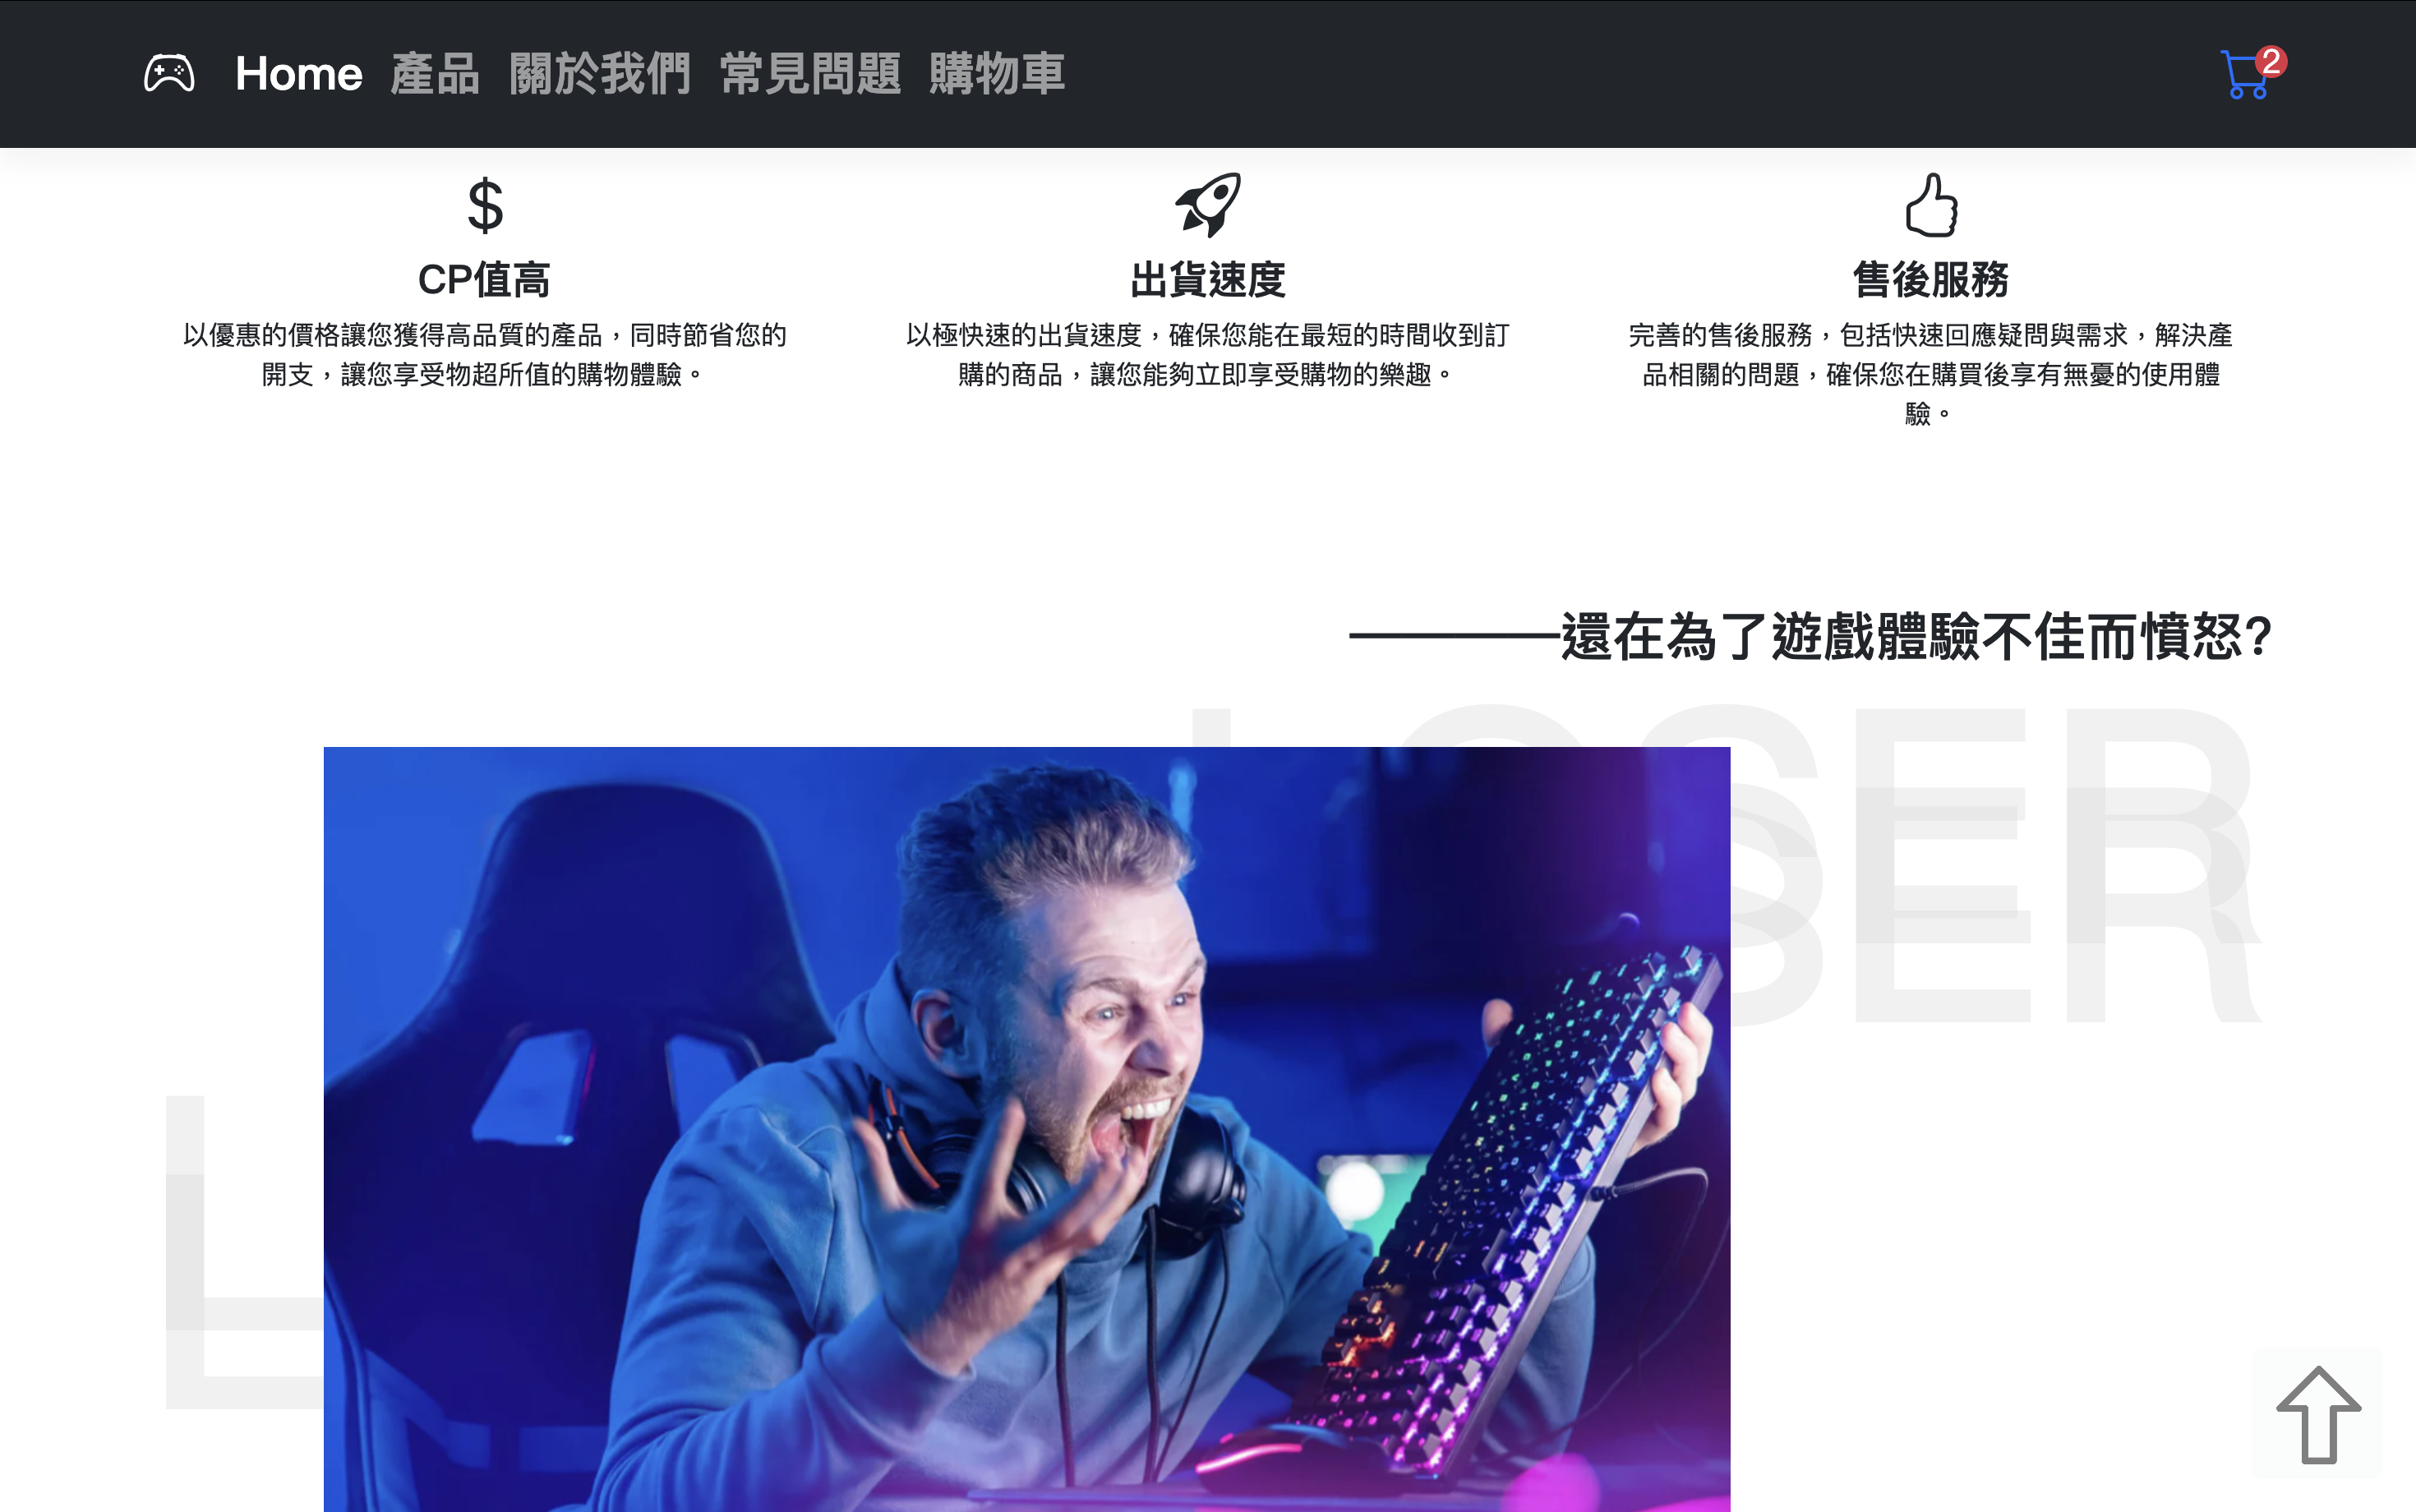 Home 產品 關於我們 常見問題 購物車
2
$
CP值高
以優惠的價格讓您獲得高品質的產品，同時節省您的
開支，讓您享受物超所值的購物體驗。
出貨速度
以極快速的出貨速度，確保您能在最短的時間收到訂
購的商品，讓您能夠立即享受購物的樂趣。
售後服務
完善的售後服務，包括快速回應疑問與需求，解決產
品相關的問題，確保您在購買後享有無憂的使用體
驗。
還在為了遊戲體驗不佳而憤怒?
LOSER
SER
L
L